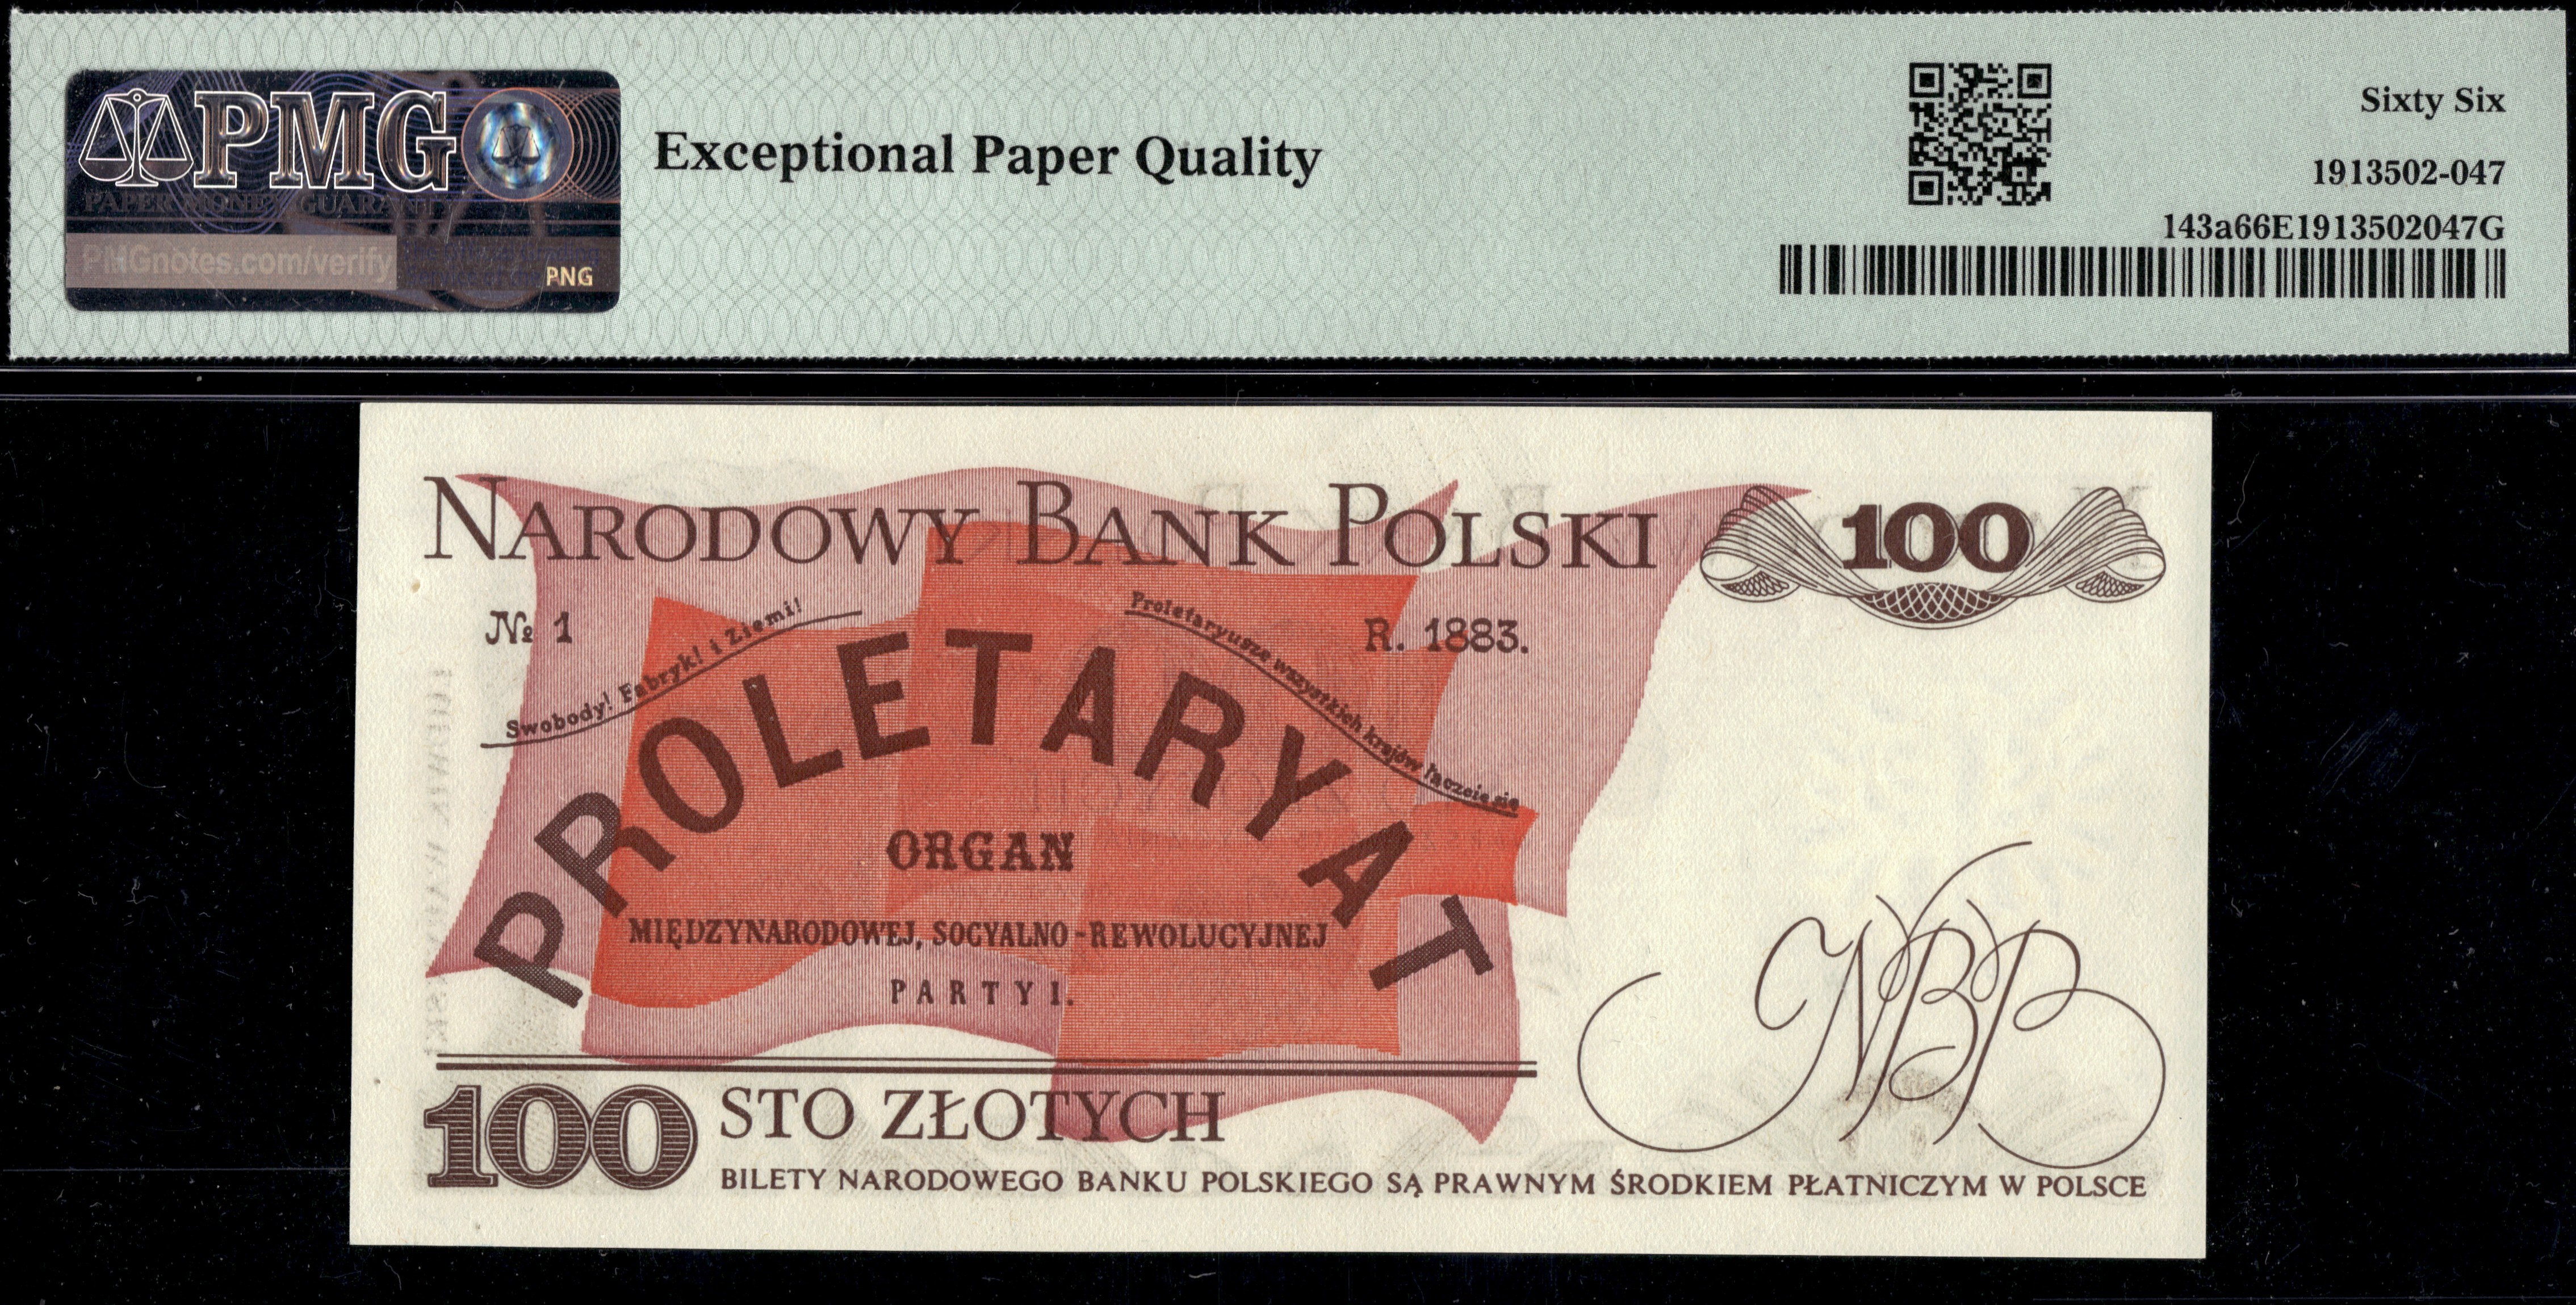 PMG
PAPER MONEY GUARANTY
PMGnotes.com/verify
PNG
Exceptional Paper Quality
Sixty Six
1913502-047
143a66E1913502047G
NARODOWY BANK POLSKI
100
№ 1
R. 1883.
Swobody! Fabryk! i Ziemi!
Proletaryusze wszystkich krajów łączcie się
PROLETARYAT
ORGAN
MIĘDZYNARODOWEJ, SOCYALNO-REWOLUCYJNEJ
PARTYI.
NBP
100 STO ZŁOTYCH
BILETY NARODOWEGO BANKU POLSKIEGO SĄ PRAWNYM ŚRODKIEM PŁATNICZYM W POLSCE